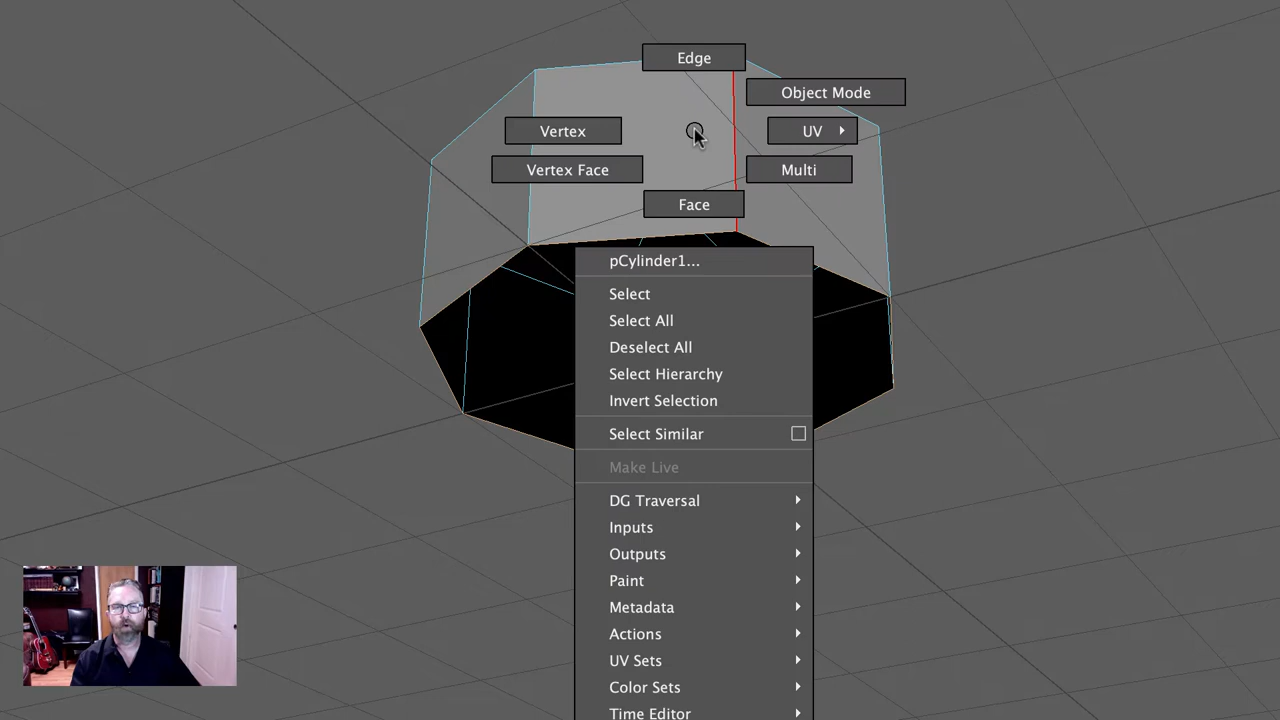 Edge
Object Mode
Vertex
UV
Vertex Face
Multi
Face
pCylinder1...
Select
Select All
Deselect All
Select Hierarchy
Invert Selection
Select Similar
Make Live
DG Traversal
Inputs
Outputs
Paint
Metadata
Actions
UV Sets
Color Sets
Time Editor